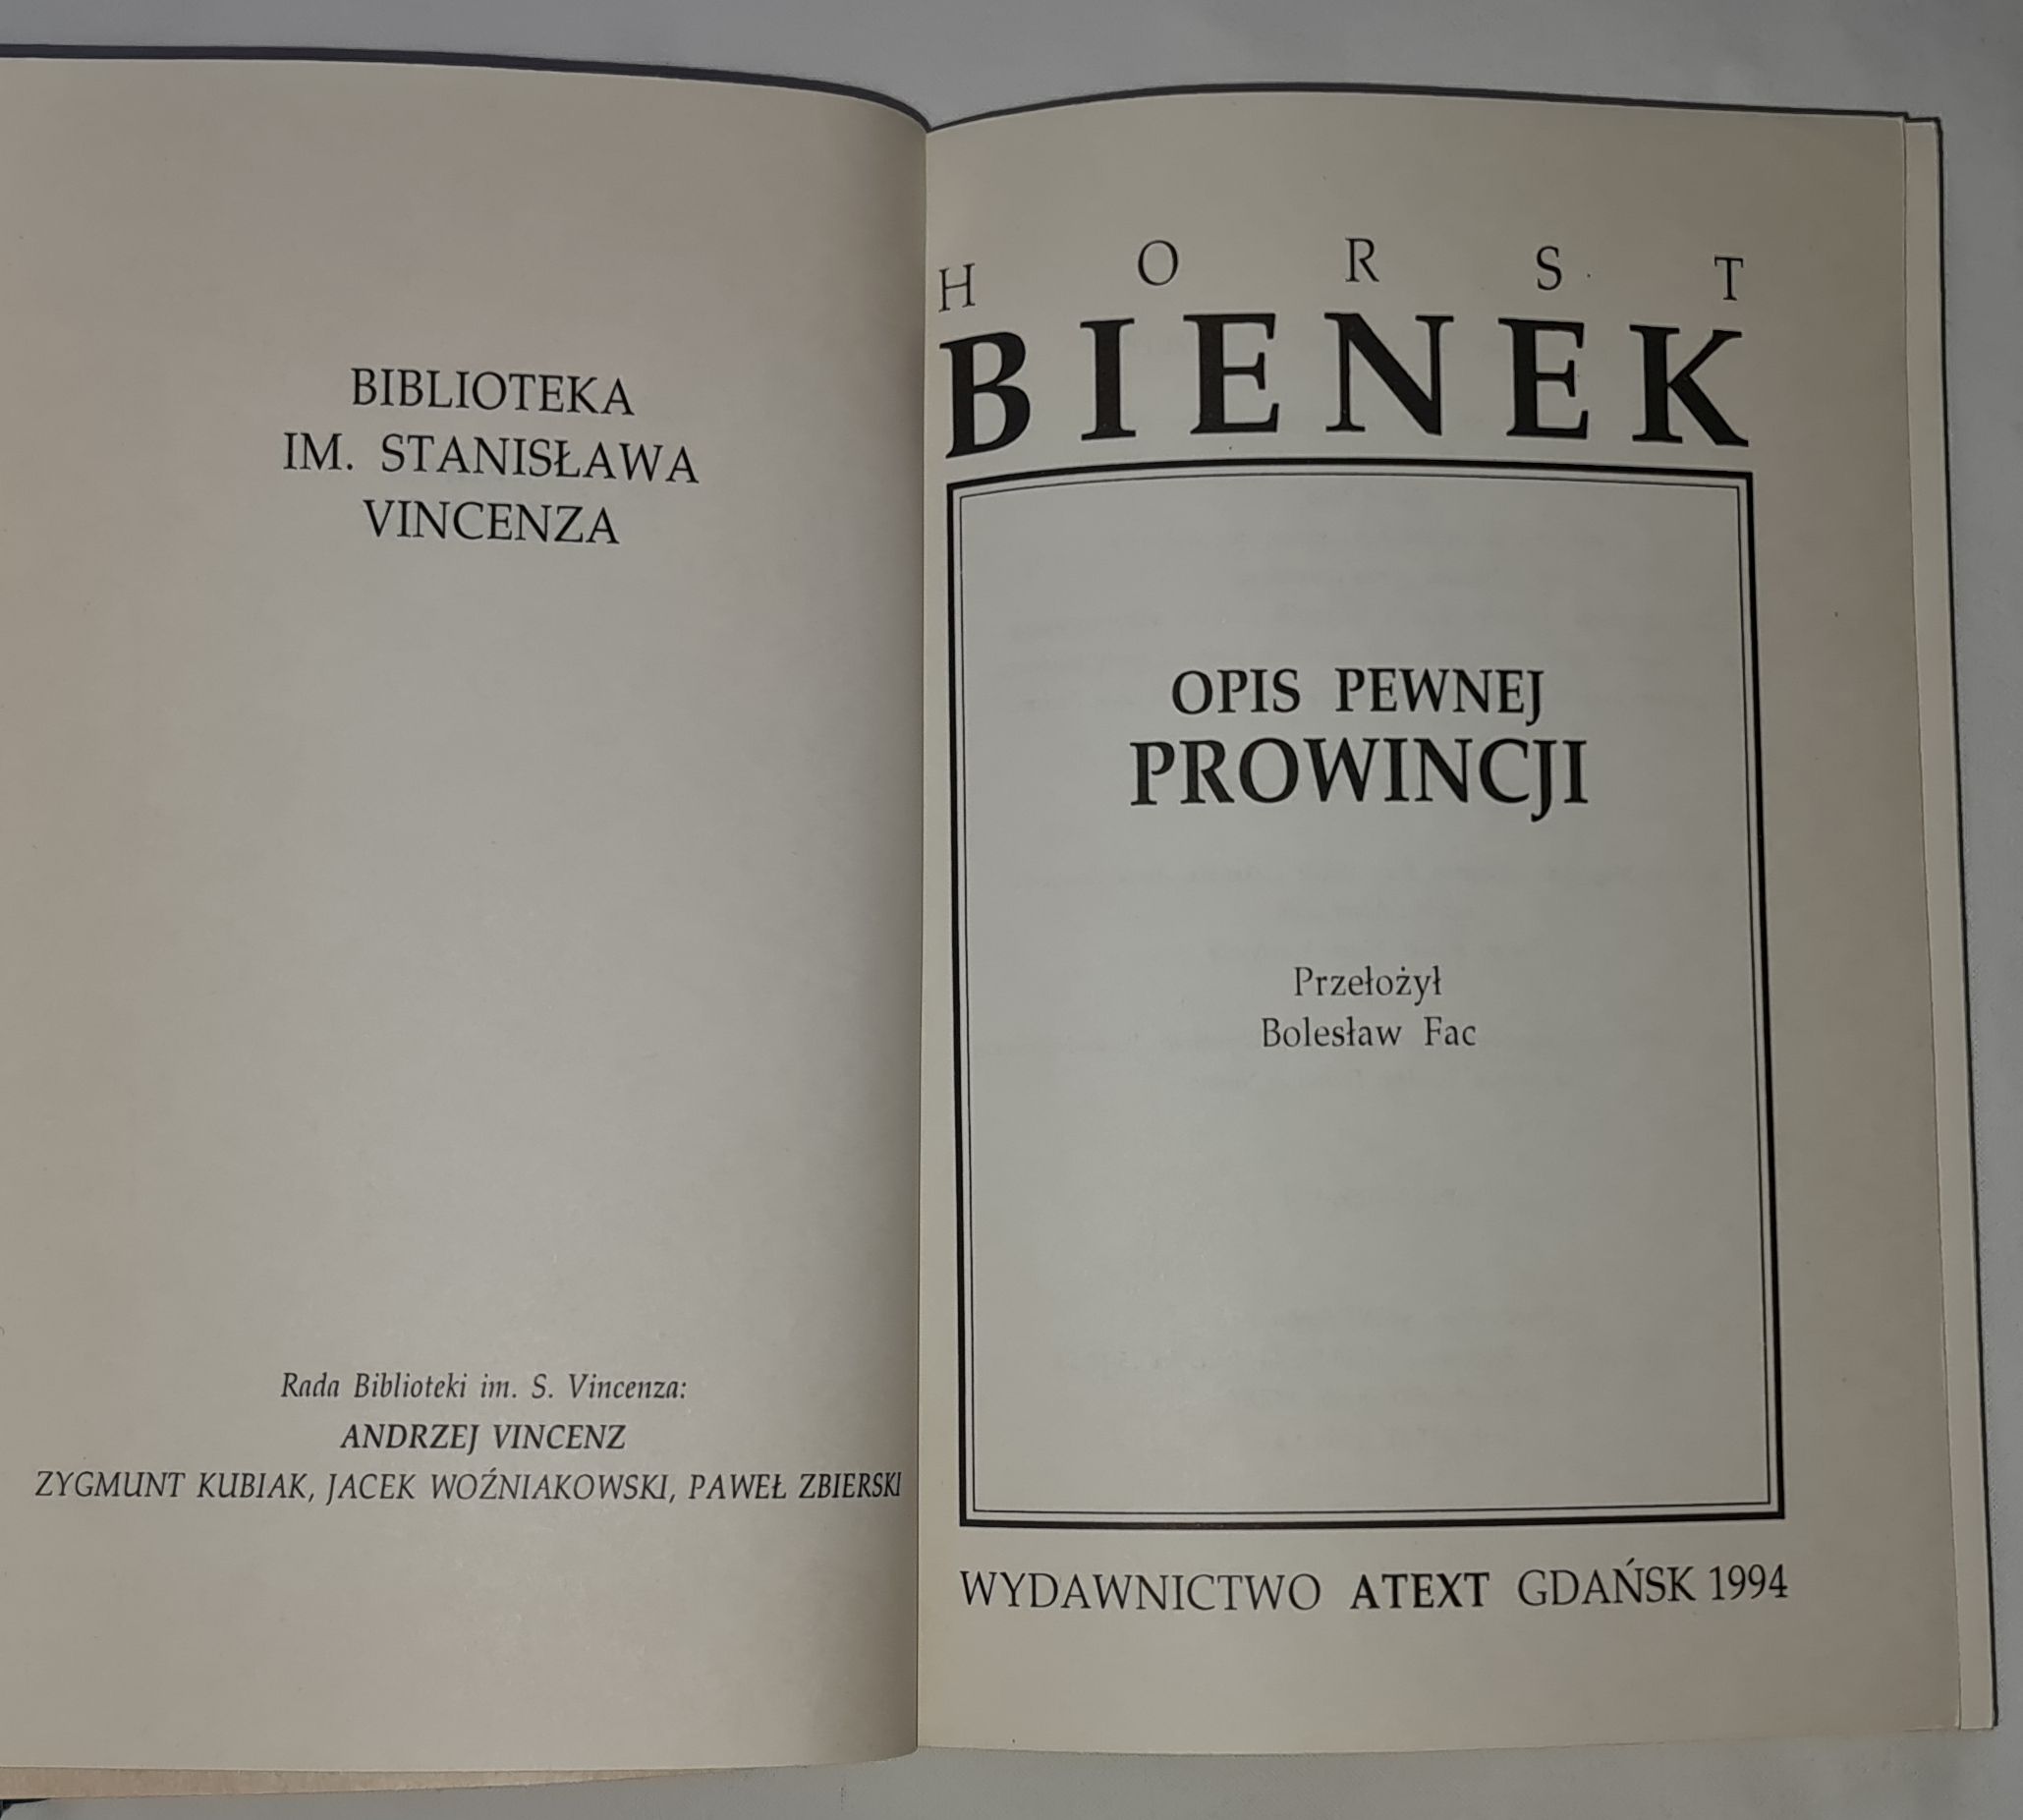 BIBLIOTEKA
IM. STANISŁAWA
VINCENZA
Rada Biblioteki im. S. Vincenza:
ANDRZEJ VINCENZ
ZYGMUNT KUBIAK, JACEK WOŹNIAKOWSKI, PAWEŁ ZBIERSKI
HORST
BIENEK
OPIS PEWNEJ
PROWINCJI
Przełożył
Bolesław Fac
WYDAWNICTWO ATEXT GDAŃSK 1994